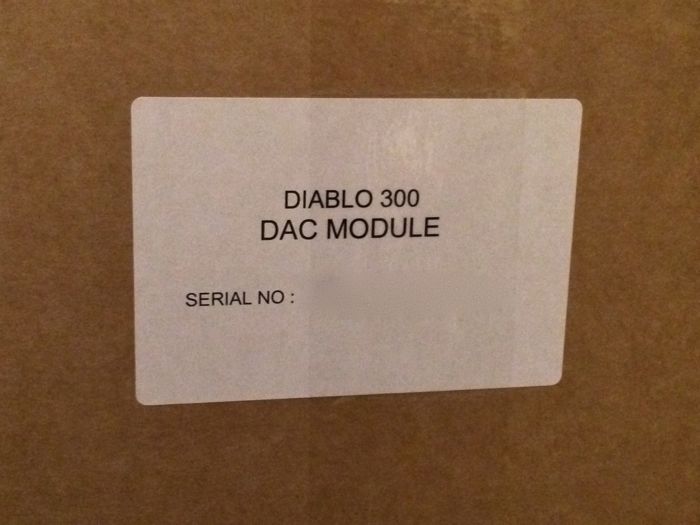 DIABLO 300
DAC MODULE
SERIAL NO :